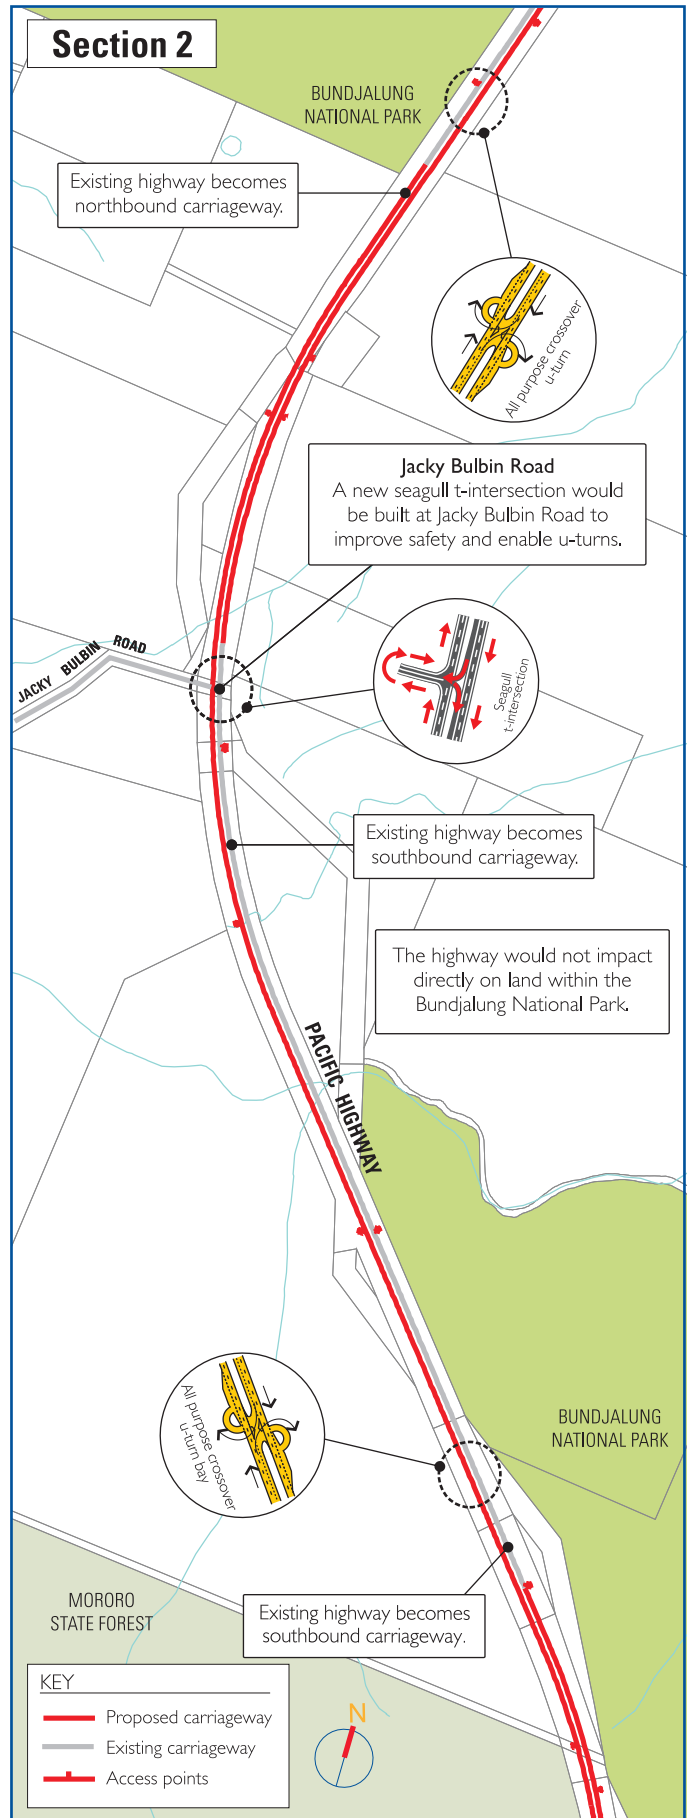 Section 2
BUNDJALUNG
NATIONAL PARK
Existing highway becomes
northbound carriageway.
All purpose crossover
u-turn
Jacky Bulbin Road
A new seagull t-intersection would
be built at Jacky Bulbin Road to
improve safety and enable u-turns.
JACKY BULBIN ROAD
Seagull
t-intersection
Existing highway becomes
southbound carriageway.
The highway would not impact
directly on land within the
Bundjalung National Park.
PACIFIC HIGHWAY
All purpose crossover
u-turn bay
BUNDJALUNG
NATIONAL PARK
MORORO
STATE FOREST
Existing highway becomes
southbound carriageway.
KEY
Proposed carriageway
Existing carriageway
Access points
N